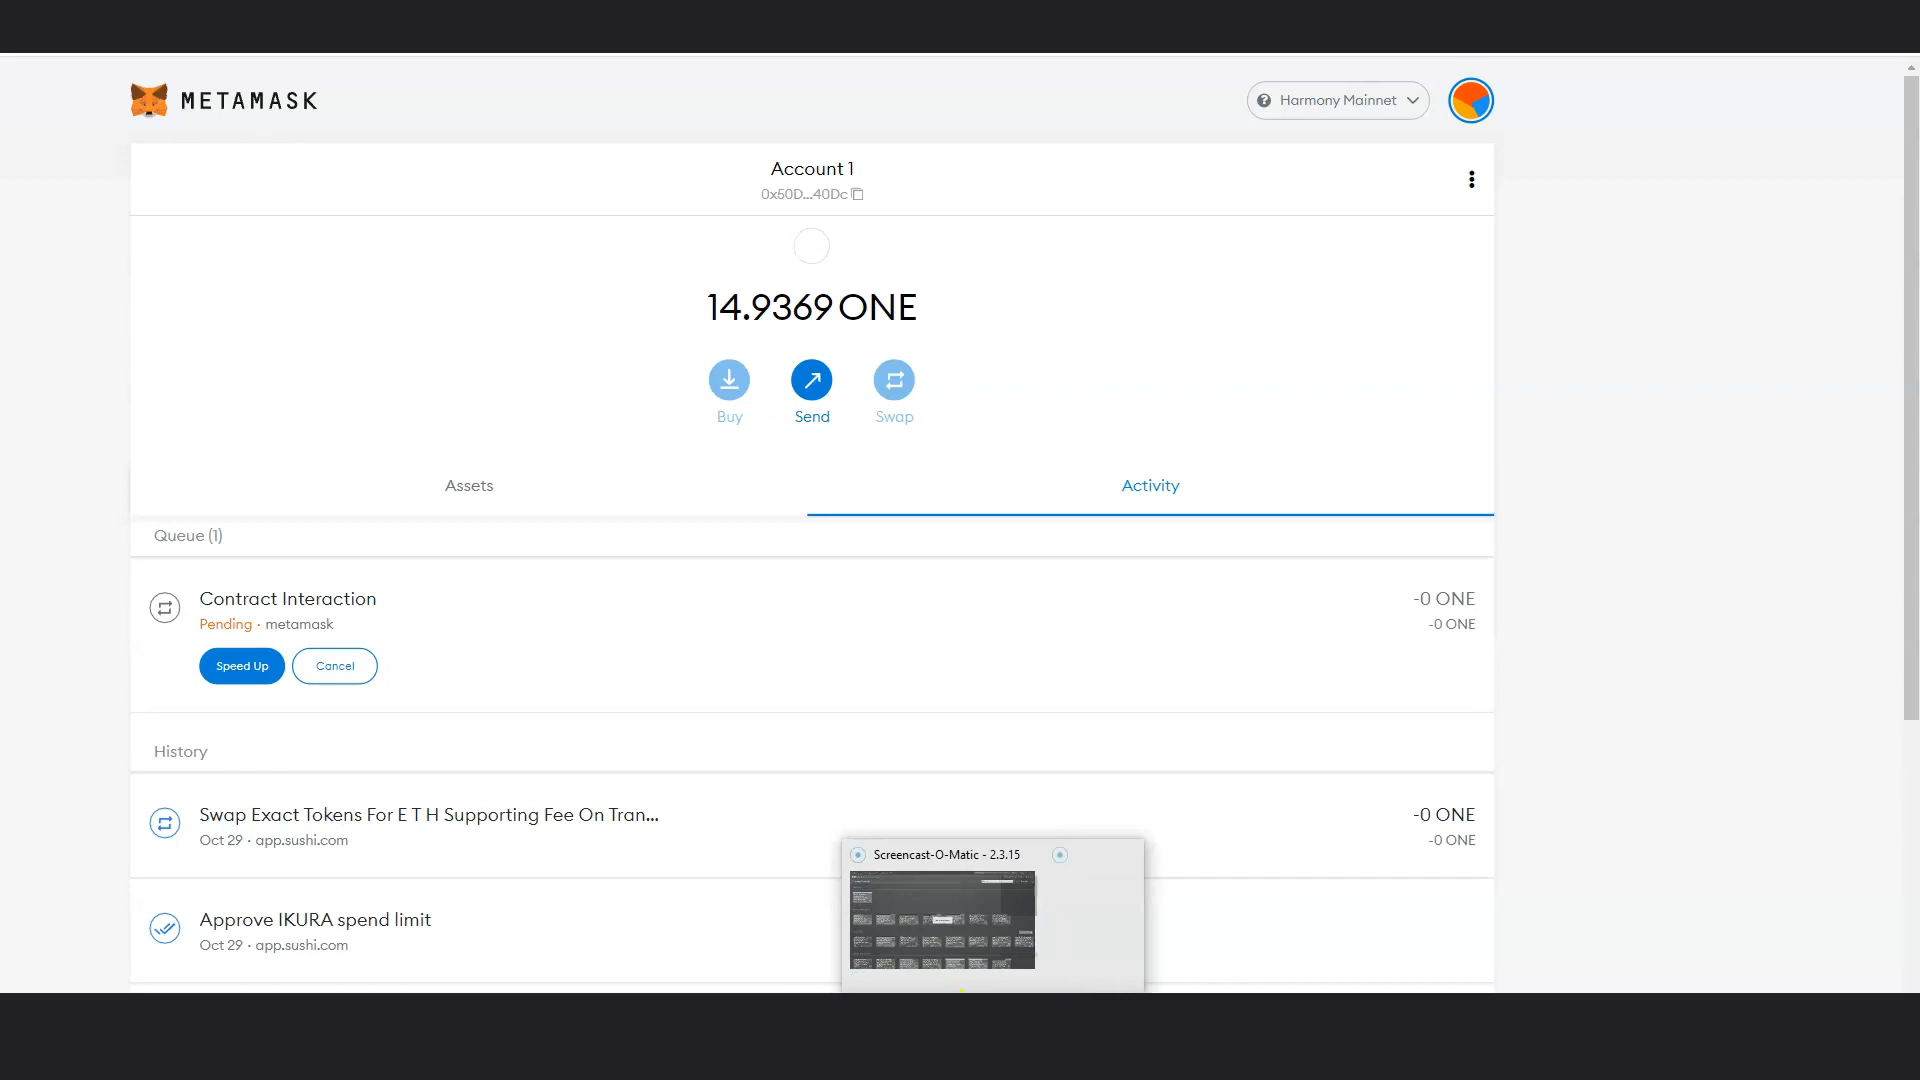 METAMASK
Harmony Mainnet
Account 1
0x50D...40Dc
14.9369 ONE
Buy
Send
Swap
Assets
Activity
Queue (1)
Contract Interaction
-0 ONE
Pending · metamask
-0 ONE
Speed Up
Cancel
History
Swap Exact Tokens For E T H Supporting Fee On Tran...
-0 ONE
Oct 29 · app.sushi.com
-0 ONE
Screencast-O-Matic - 2.3.15
Approve IKURA spend limit
Oct 29 · app.sushi.com